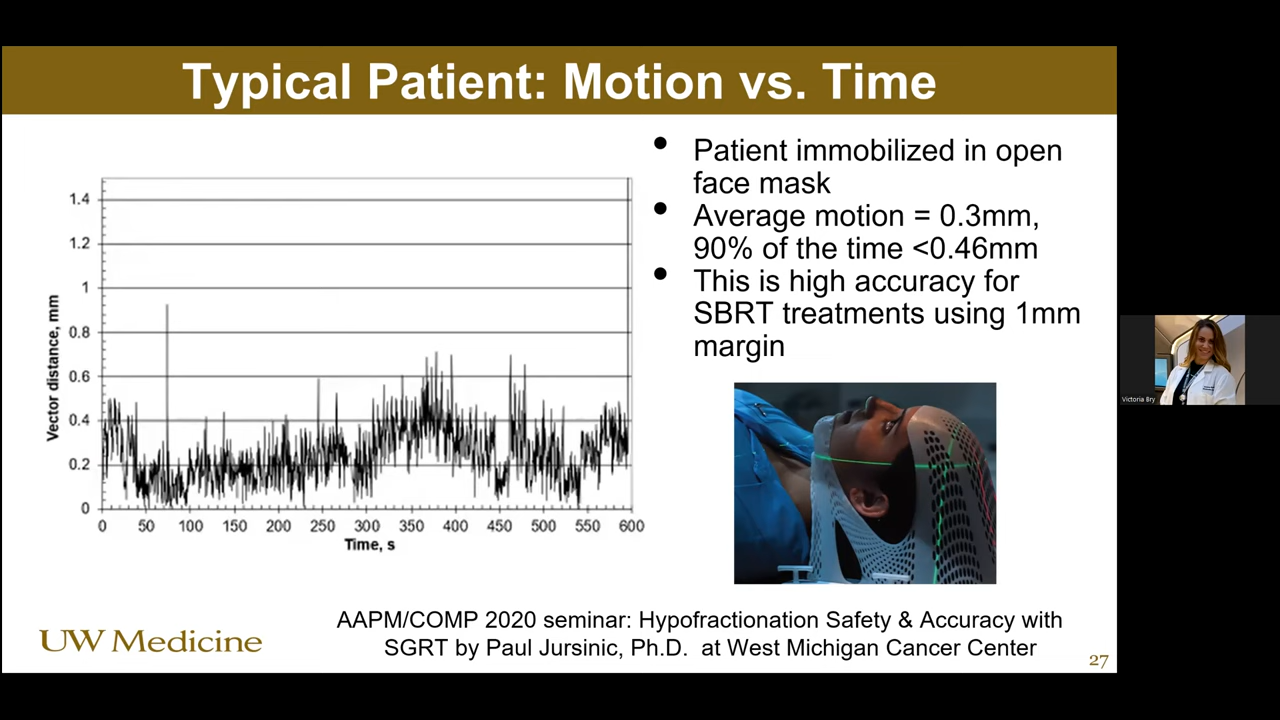 Typical Patient: Motion vs. Time
1.4
1.2
1
0.8
0.6
0.4
0.2
0
Vector distance, mm
0 50 100 150 200 250 300 350 400 450 500 550 600
Time, s
• Patient immobilized in open
face mask
• Average motion = 0.3mm,
90% of the time <0.46mm
• This is high accuracy for
SBRT treatments using 1mm
margin
AAPM/COMP 2020 seminar: Hypofractionation Safety & Accuracy with
SGRT by Paul Jursinic, Ph.D. at West Michigan Cancer Center
UW Medicine
27
Victoria Bry